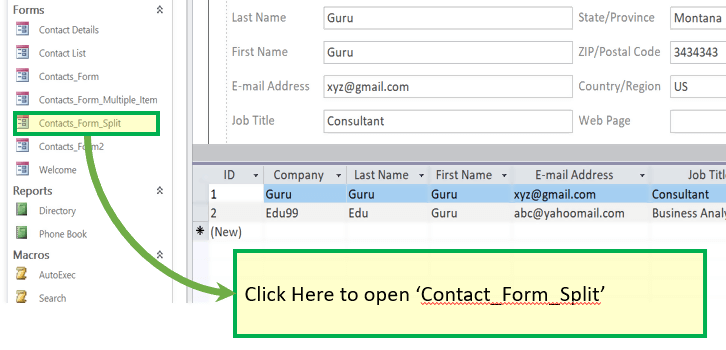 Forms
Contact Details
Contact List
Contacts_Form
Contacts_Form_Multiple_Item
Contacts_Form_Split
Contacts_Form2
Welcome
Reports
Directory
Phone Book
Macros
AutoExec
Search
Last Name Guru State/Province Montana
First Name Guru ZIP/Postal Code 3434343
E-mail Address xyz@gmail.com Country/Region US
Job Title Consultant Web Page
ID Company Last Name First Name E-mail Address Job Titl
1 Guru Guru Guru xyz@gmail.com Consultant
2 Edu99 Edu Guru abc@yahoomail.com Business Analy
(New)
Click Here to open ‘Contact_Form_Split’